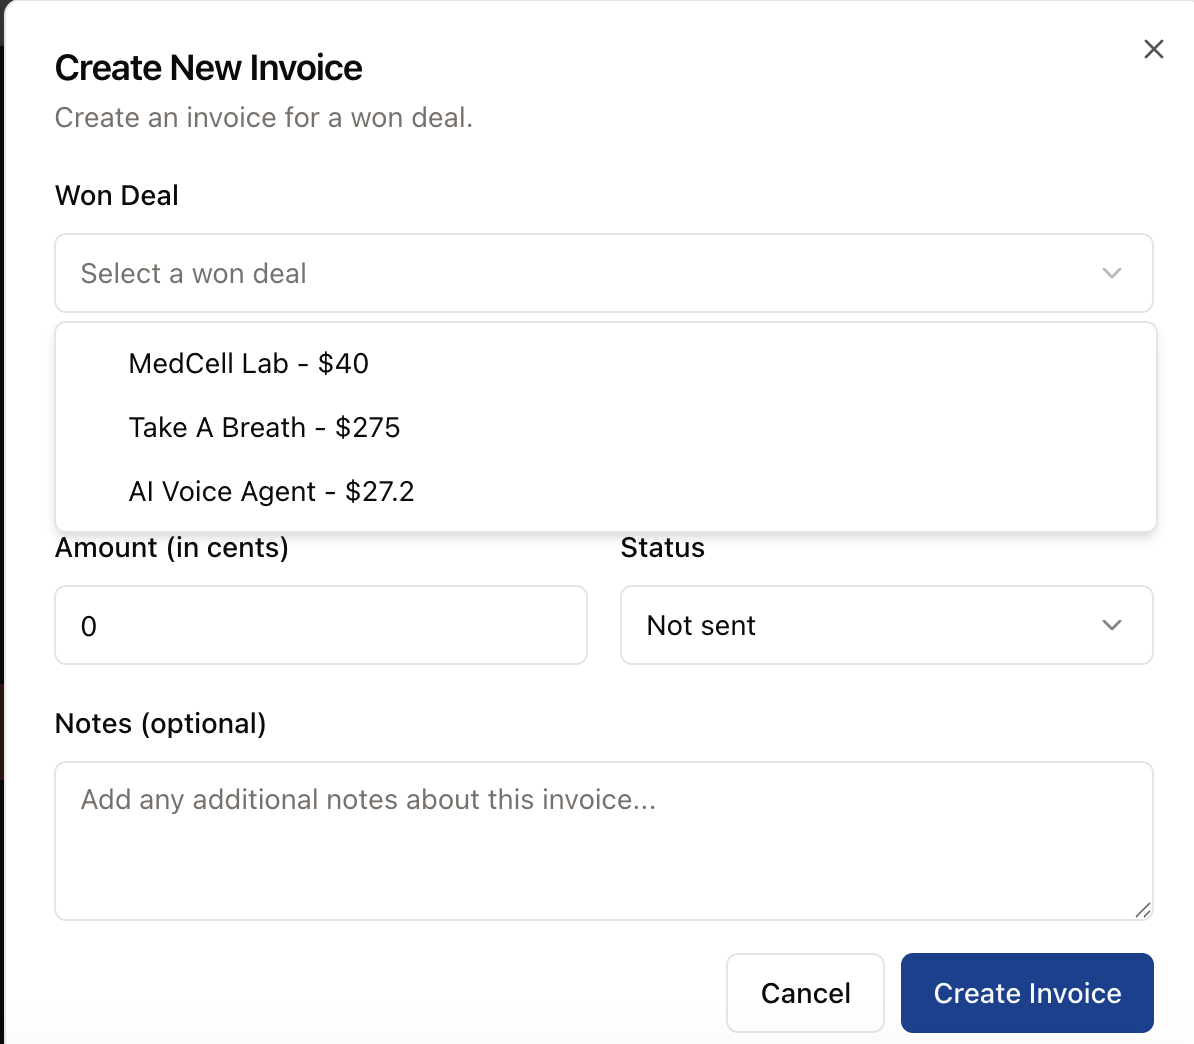 Create New Invoice
Create an invoice for a won deal.
Won Deal
Select a won deal
MedCell Lab - $40
Take A Breath - $275
AI Voice Agent - $27.2
Amount (in cents)
Status
0
Not sent
Notes (optional)
Add any additional notes about this invoice...
Cancel
Create Invoice